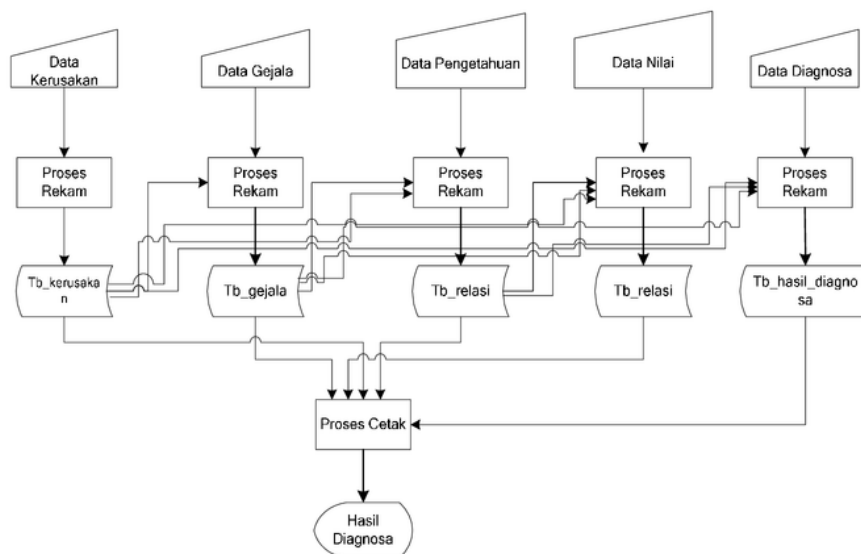 Data
Kerusakan
Data Gejala
Data Pengetahuan
Data Nilai
Data Diagnosa
Proses
Rekam
Proses
Rekam
Proses
Rekam
Proses
Rekam
Proses
Rekam
Tb_kerusaka
n
Tb_gejala
Tb_relasi
Tb_relasi
Tb_hasil_diagno
sa
Proses Cetak
Hasil
Diagnosa